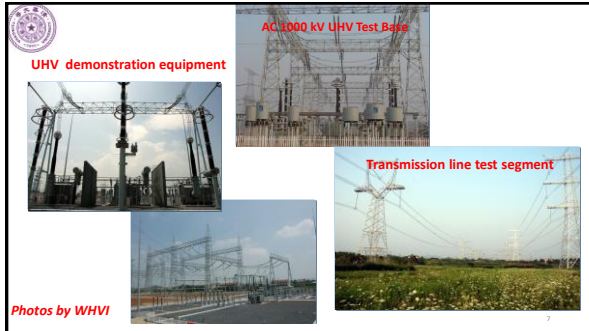 AC 1000 kV UHV Test Base
UHV demonstration equipment
Transmission line test segment
Photos by WHVI
7